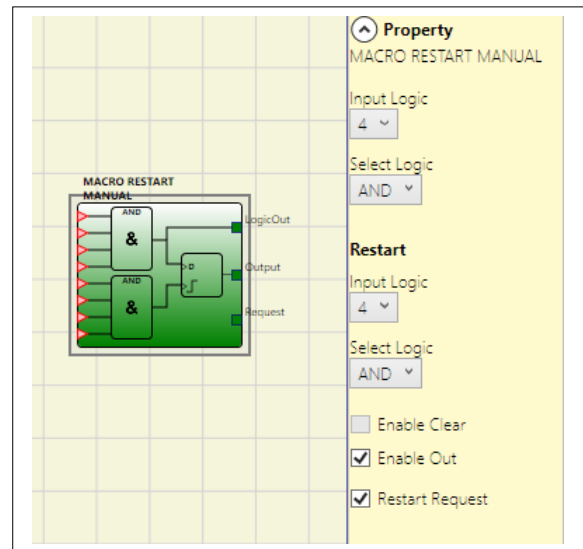 MACRO RESTART
MANUAL
AND
&
AND
&
D
LogicOut
Output
Request
Property
MACRO RESTART MANUAL
Input Logic
4
Select Logic
AND
Restart
Input Logic
4
Select Logic
AND
Enable Clear
Enable Out
Restart Request